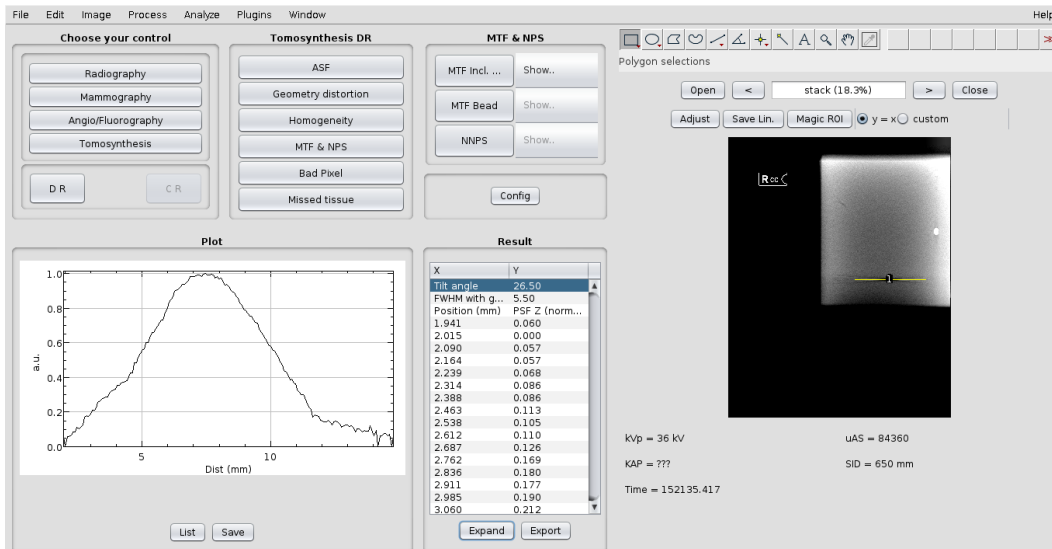 File Edit Image Process Analyze Plugins Window Help
Choose your control
Radiography
Mammography
Angio/Fluorography
Tomosynthesis
D R
C R
Tomosynthesis DR
ASF
Geometry distortion
Homogeneity
MTF & NPS
Bad Pixel
Missed tissue
MTF & NPS
MTF Incl. ... Show..
MTF Bead Show..
NNPS Show..
Config
A
Polygon selections
Open < stack (18.3%) > Close
Adjust Save Lin. Magic ROI y = x custom
R cc
1
kVp = 36 kV uAS = 84360
KAP = ??? SID = 650 mm
Time = 152135.417
Plot
1.0
0.8
0.6
0.4
0.2
0.0
a.u.
5 10
Dist (mm)
List Save
Result
X Y
Tilt angle 26.50
FWHM with g... 5.50
Position (mm) PSF Z (norm...
1.941 0.060
2.015 0.000
2.090 0.057
2.164 0.057
2.239 0.068
2.314 0.086
2.388 0.086
2.463 0.113
2.538 0.105
2.612 0.110
2.687 0.126
2.762 0.169
2.836 0.180
2.911 0.177
2.985 0.190
3.060 0.212
Expand Export